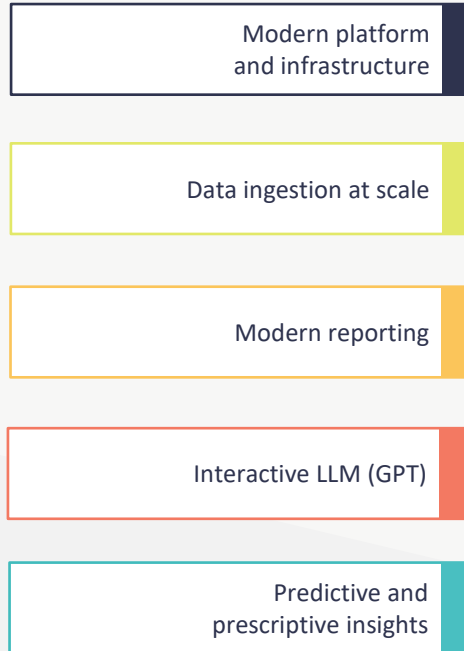 Modern platform
and infrastructure
Data ingestion at scale
Modern reporting
Interactive LLM (GPT)
Predictive and
prescriptive insights